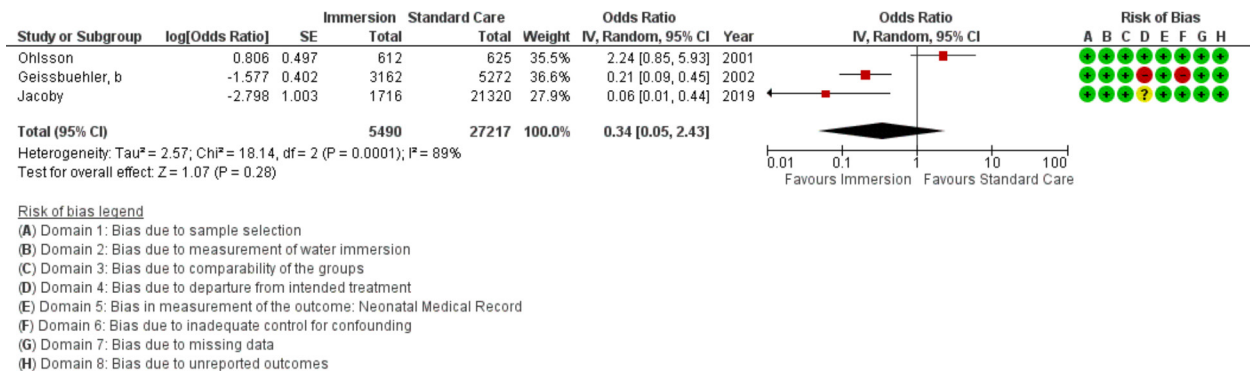 Immersion Standard Care Odds Ratio Odds Ratio Risk of Bias
Study or Subgroup log[Odds Ratio] SE Total Total Weight IV, Random, 95% CI Year IV, Random, 95% CI A B C D E F G H
Ohlsson 0.806 0.497 612 625 35.5% 2.24 [0.85, 5.93] 2001 + + + + + + + +
Geissbuehler, b -1.577 0.402 3162 5272 36.6% 0.21 [0.09, 0.45] 2002 + + + - + - + +
Jacoby -2.798 1.003 1716 21320 27.9% 0.06 [0.01, 0.44] 2019 + + + ? + + + +
Total (95% CI) 5490 27217 100.0% 0.34 [0.05, 2.43]
Heterogeneity: Tau² = 2.57; Chi² = 18.14, df = 2 (P = 0.0001); I² = 89%
Test for overall effect: Z = 1.07 (P = 0.28)
0.01 0.1 1 10 100
Favours Immersion Favours Standard Care
Risk of bias legend
(A) Domain 1: Bias due to sample selection
(B) Domain 2: Bias due to measurement of water immersion
(C) Domain 3: Bias due to comparability of the groups
(D) Domain 4: Bias due to departure from intended treatment
(E) Domain 5: Bias in measurement of the outcome: Neonatal Medical Record
(F) Domain 6: Bias due to inadequate control for confounding
(G) Domain 7: Bias due to missing data
(H) Domain 8: Bias due to unreported outcomes